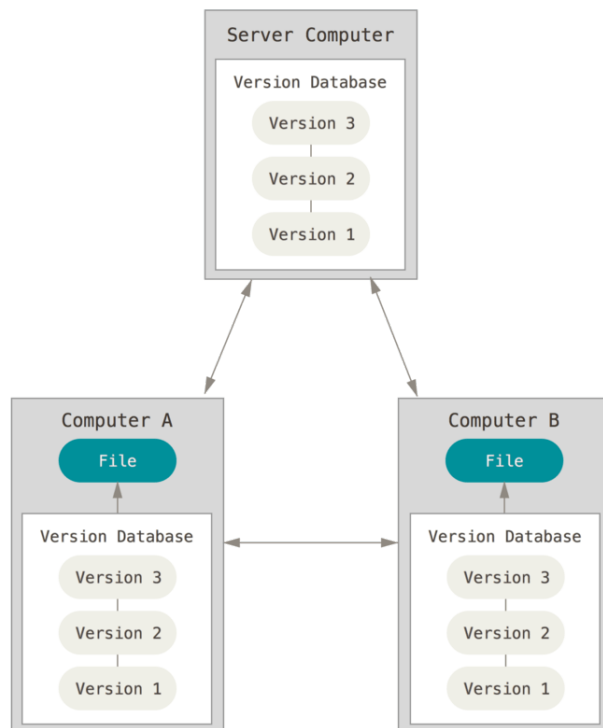 Server Computer
Version Database
Version 3
Version 2
Version 1
Computer A
File
Version Database
Version 3
Version 2
Version 1
Computer B
File
Version Database
Version 3
Version 2
Version 1